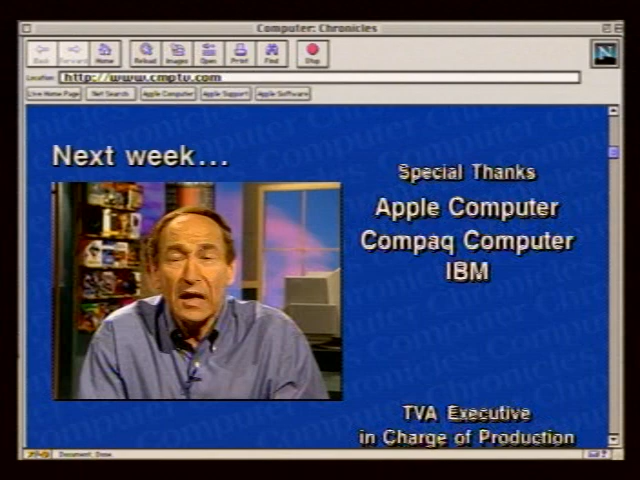 Computer: Chronicles
Back Forward Home Reload Images Open Print Find Stop
Location: http://www.cmptv.com
Live Home Page Net Search Apple Computer Apple Support Apple Software
N
Next week...
Special Thanks
Apple Computer
Compaq Computer
IBM
TVA Executive
in Charge of Production
Document: Done.